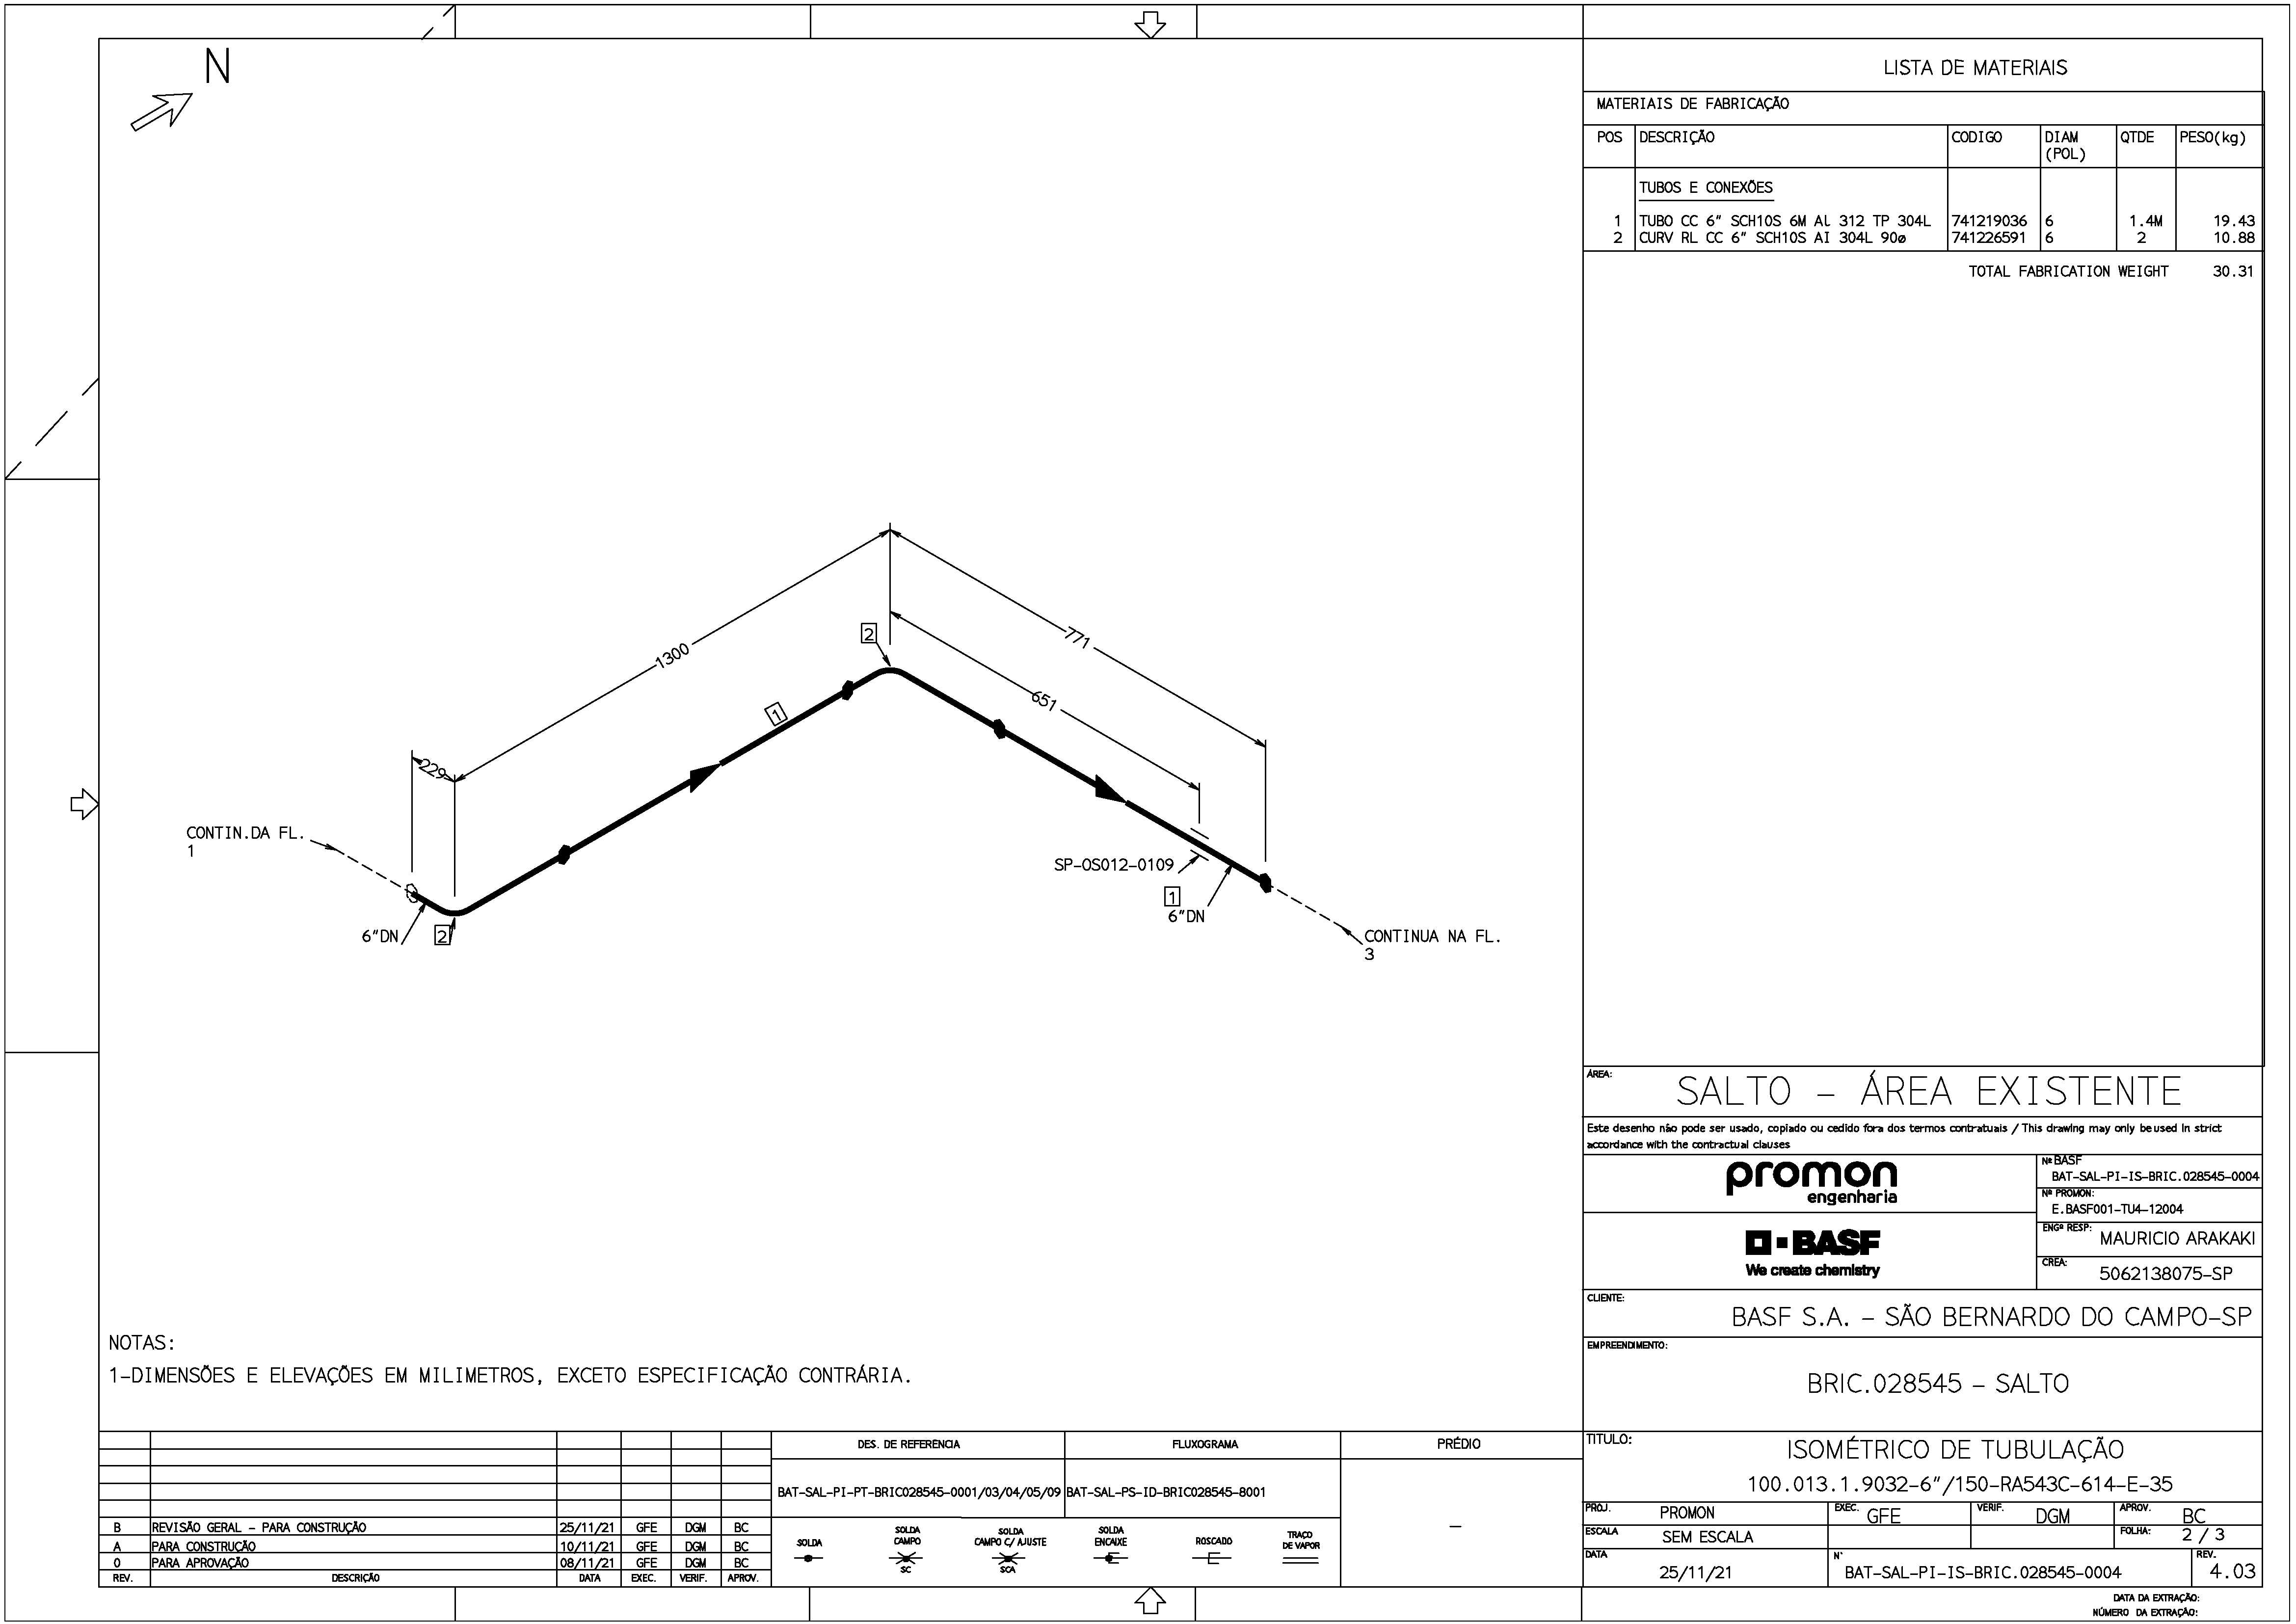 N
LISTA DE MATERIAIS
MATERIAIS DE FABRICAÇÃO
POS DESCRIÇÃO CODIGO DIAM (POL) QTDE PESO(kg)
TUBOS E CONEXÕES
1 TUBO CC 6" SCH10S 6M AL 312 TP 304L 741219036 6 1.4M 19.43
2 CURV RL CC 6" SCH10S AI 304L 90ø 741226591 6 2 10.88
TOTAL FABRICATION WEIGHT 30.31
2
1300
771
651
1
229
CONTIN.DA FL.
1
SP-OS012-0109
1
6"DN
6"DN
2
CONTINUA NA FL.
3
NOTAS:
1-DIMENSÕES E ELEVAÇÕES EM MILIMETROS, EXCETO ESPECIFICAÇÃO CONTRÁRIA.
ÁREA:
SALTO - ÁREA EXISTENTE
Este desenho não pode ser usado, copiado ou cedido fora dos termos contratuais / This drawing may only be used in strict
accordance with the contractual clauses
promon
engenharia
Nº BASF
BAT-SAL-PI-IS-BRIC.028545-0004
Nº PROMON:
E.BASF001-TU4-12004
BASF
We create chemistry
ENGº RESP:
MAURICIO ARAKAKI
CREA:
5062138075-SP
CLIENTE:
BASF S.A. - SÃO BERNARDO DO CAMPO-SP
EMPREENDIMENTO:
BRIC.028545 - SALTO
TITULO:
ISOMÉTRICO DE TUBULAÇÃO
100.013.1.9032-6"/150-RA543C-614-E-35
PROJ. PROMON EXEC. GFE VERIF. DGM APROV. BC
ESCALA SEM ESCALA FOLHA: 2 / 3
DATA 25/11/21 N° BAT-SAL-PI-IS-BRIC.028545-0004 REV. 4.03
DATA DA EXTRAÇÃO:
NÚMERO DA EXTRAÇÃO:
DES. DE REFERÊNCIA FLUXOGRAMA PRÉDIO
BAT-SAL-PI-PT-BRIC028545-0001/03/04/05/09 BAT-SAL-PS-ID-BRIC028545-8001 -
B REVISÃO GERAL - PARA CONSTRUÇÃO 25/11/21 GFE DGM BC
A PARA CONSTRUÇÃO 10/11/21 GFE DGM BC
0 PARA APROVAÇÃO 08/11/21 GFE DGM BC
REV. DESCRIÇÃO DATA EXEC. VERIF. APROV.
SOLDA
SOLDA CAMPO
SC
SOLDA CAMPO C/ AJUSTE
SCA
SOLDA ENCAIXE
ROSCADO
TRAÇO DE VAPOR